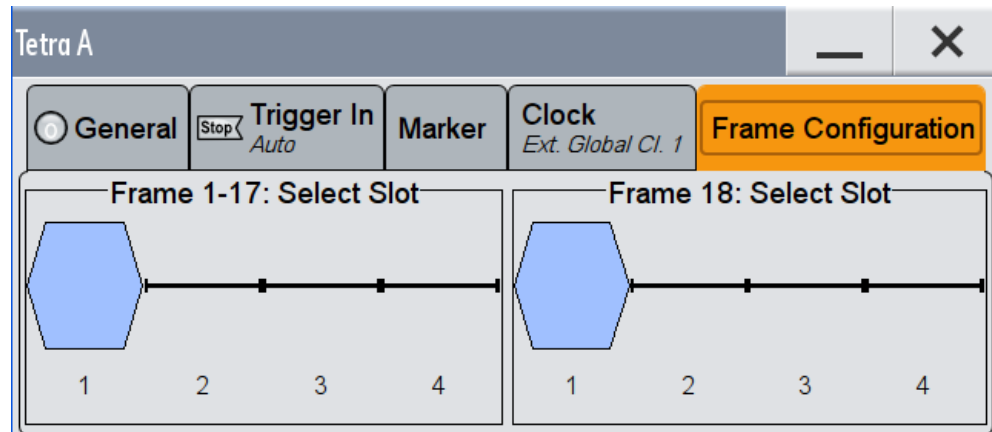 Tetra A
General
Stop
Trigger In
Auto
Marker
Clock
Ext. Global Cl. 1
Frame Configuration
Frame 1-17: Select Slot
1 2 3 4
Frame 18: Select Slot
1 2 3 4